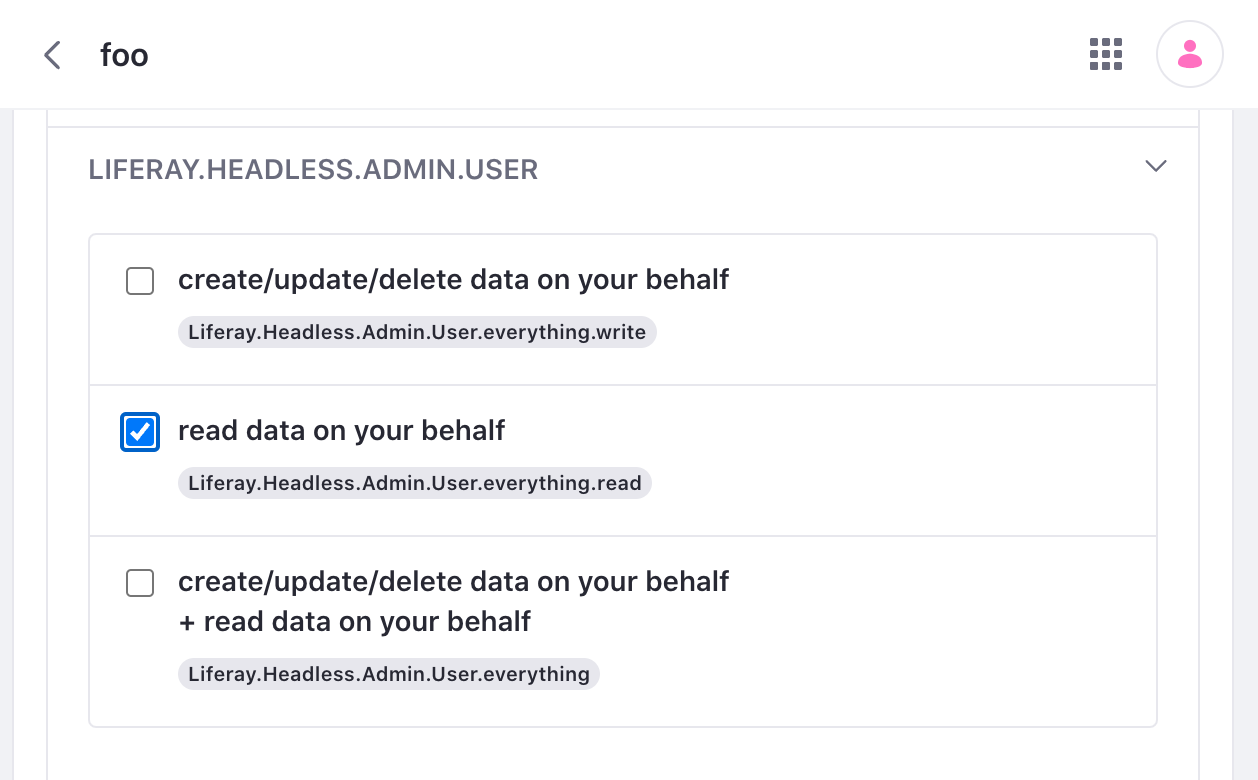 foo
LIFERAY.HEADLESS.ADMIN.USER
create/update/delete data on your behalf
Liferay.Headless.Admin.User.everything.write
read data on your behalf
Liferay.Headless.Admin.User.everything.read
create/update/delete data on your behalf
+ read data on your behalf
Liferay.Headless.Admin.User.everything